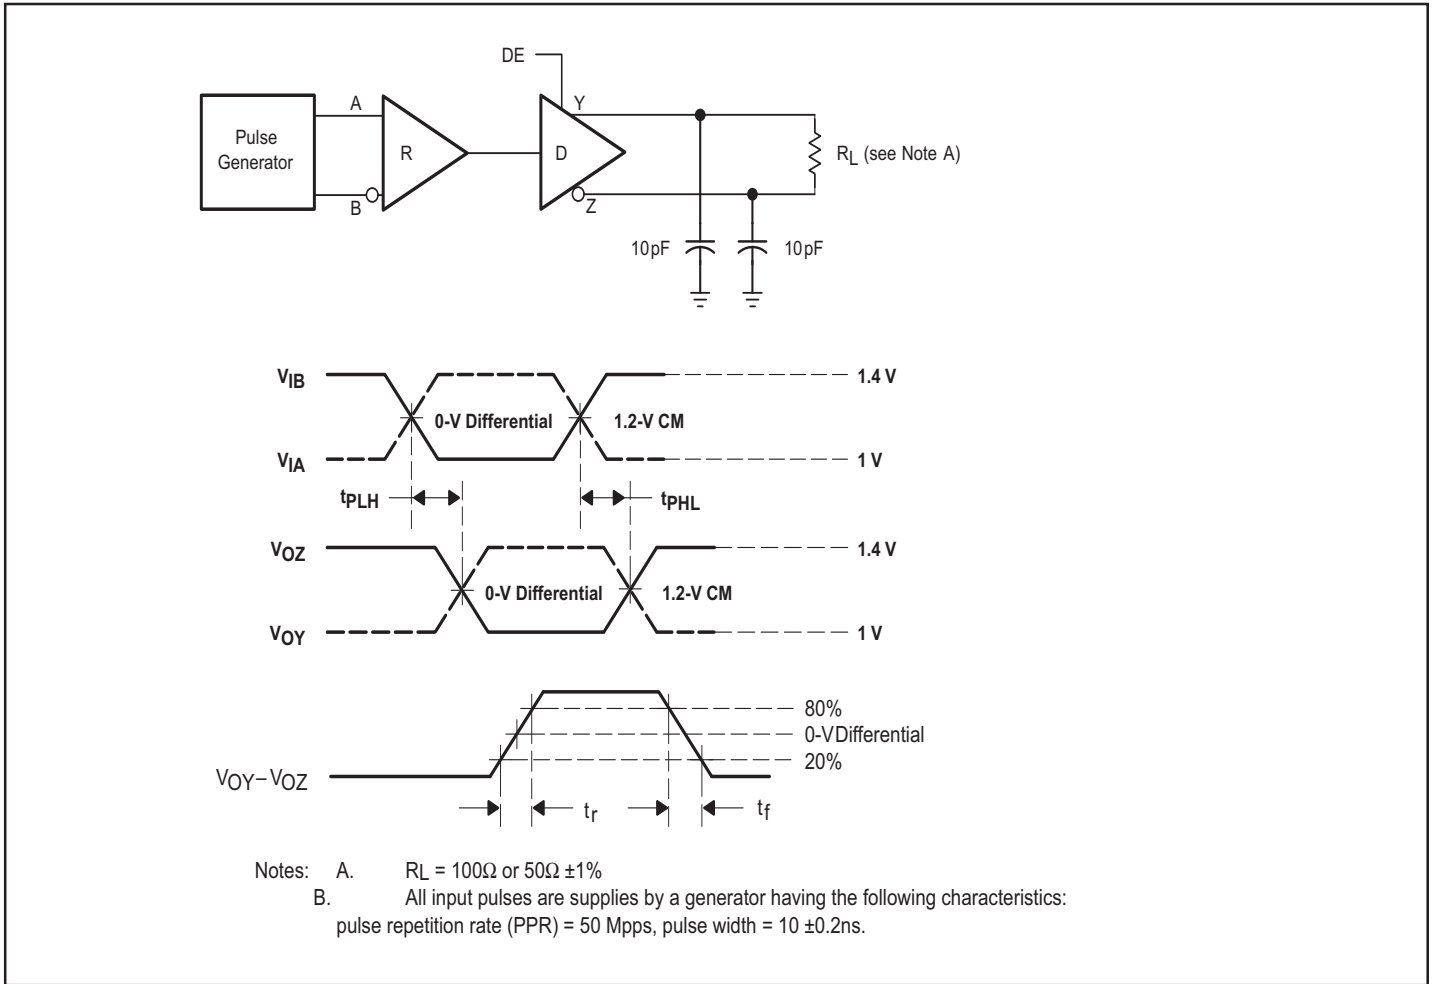 DE
A
Y
Pulse
Generator
R
D
RL (see Note A)
B
Z
10pF
10pF
VIB
1.4 V
0-V Differential
1.2-V CM
VIA
1 V
tPLH
tPHL
VOZ
1.4 V
0-V Differential
1.2-V CM
VOY
1 V
80%
0-VDifferential
20%
VOY–VOZ
tr
tf
Notes: A. RL = 100Ω or 50Ω ±1%
B. All input pulses are supplies by a generator having the following characteristics:
pulse repetition rate (PPR) = 50 Mpps, pulse width = 10 ±0.2ns.